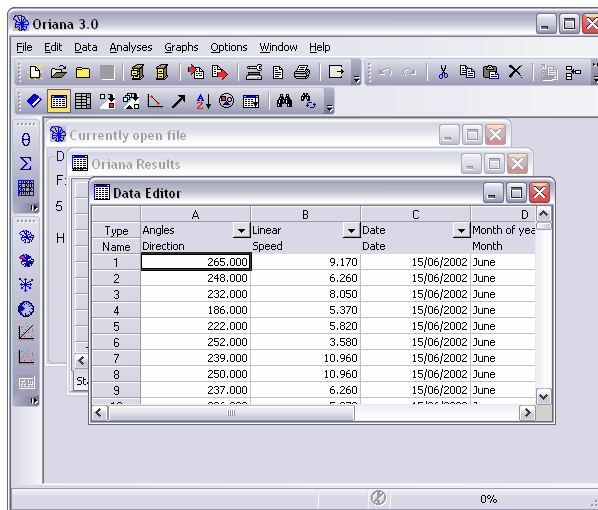 Oriana 3.0
File Edit Data Analyses Graphs Options Window Help
θ
Σ
Currently open file
D
F:
5
H
Oriana Results
Sta
Data Editor
A B C D
Type Angles Linear Date Month of yea
Name Direction Speed Date Month
1 265.000 9.170 15/06/2002 June
2 248.000 6.260 15/06/2002 June
3 232.000 8.050 15/06/2002 June
4 186.000 5.370 15/06/2002 June
5 222.000 5.820 15/06/2002 June
6 252.000 3.580 15/06/2002 June
7 239.000 10.960 15/06/2002 June
8 250.000 10.960 15/06/2002 June
9 237.000 6.260 15/06/2002 June
0%